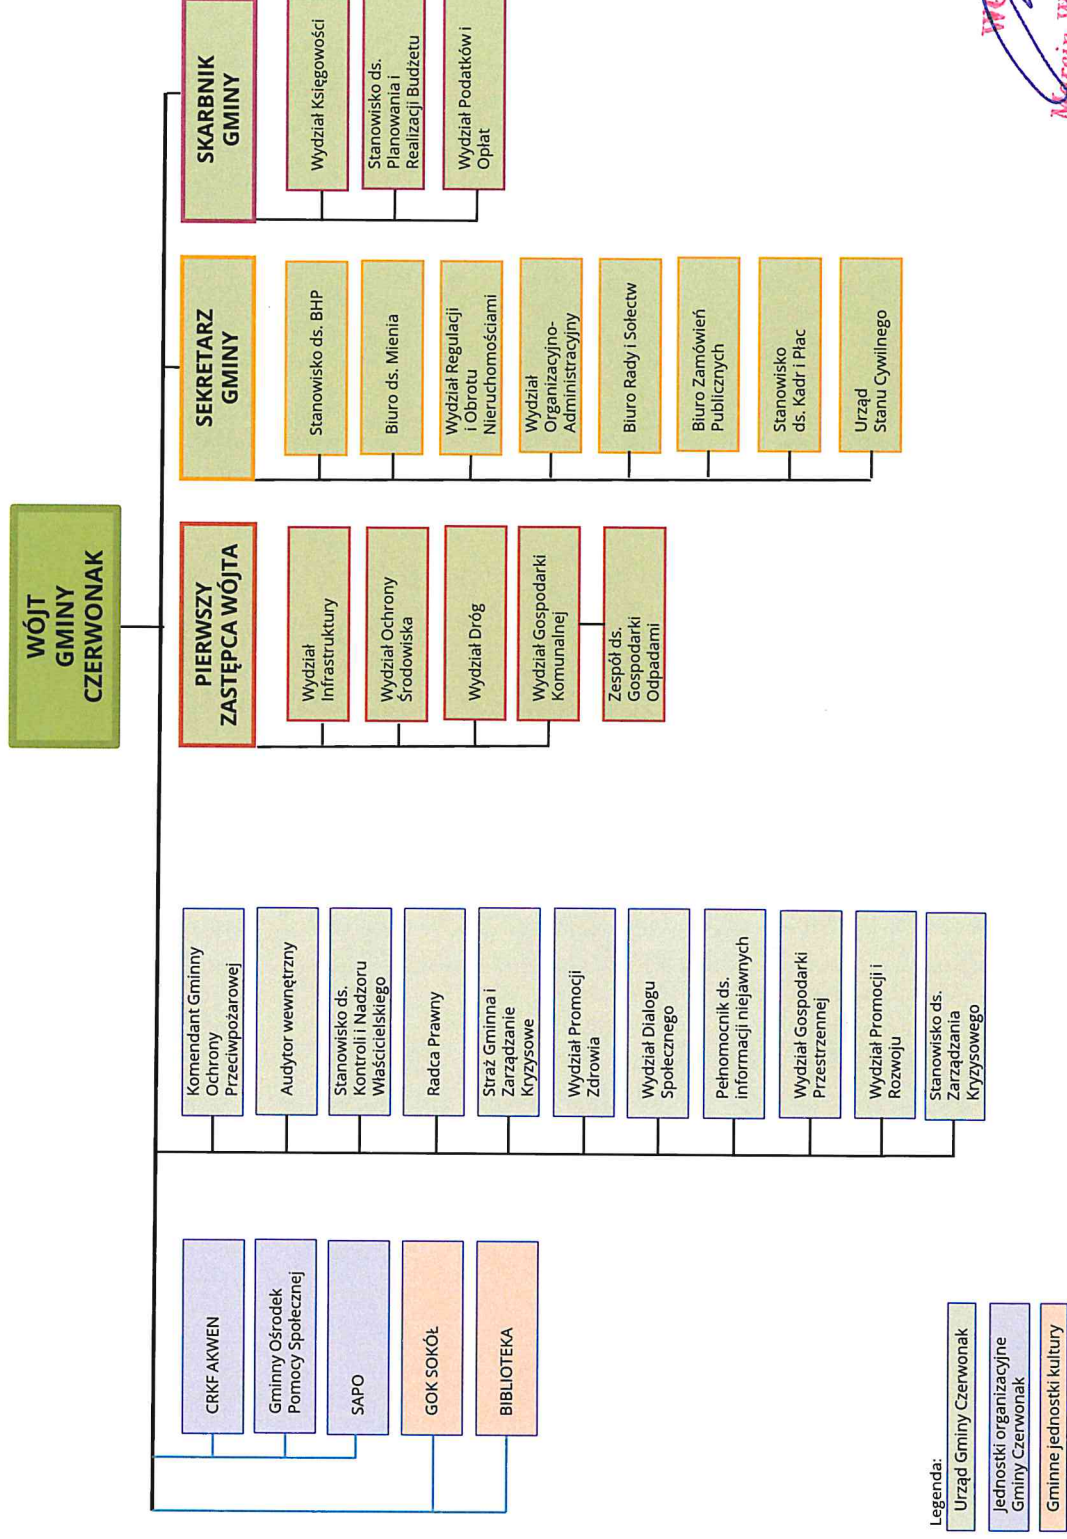 WÓJT
GMINY
CZERWONAK
CRKF AKWEN
Gminny Ośrodek
Pomocy Społecznej
SAPO
GOK SOKÓŁ
BIBLIOTEKA
Komendant Gminny
Ochrony
Przeciwpożarowej
Audytor wewnętrzny
Stanowisko ds.
Kontroli i Nadzoru
Właścicielskiego
Radca Prawny
Straż Gminna i
Zarządzanie
Kryzysowe
Wydział Promocji
Zdrowia
Wydział Dialogu
Społecznego
Pełnomocnik ds.
informacji niejawnych
Wydział Gospodarki
Przestrzennej
Wydział Promocji i
Rozwoju
Stanowisko ds.
Zarządzania
Kryzysowego
PIERWSZY
ZASTĘPCA WÓJTA
Wydział
Infrastruktury
Wydział Ochrony
Środowiska
Wydział Dróg
Wydział Gospodarki
Komunalnej
Zespół ds.
Gospodarki
Odpadami
SEKRETARZ
GMINY
Stanowisko ds. BHP
Biuro ds. Mienia
Wydział Regulacji
i Obrotu
Nieruchomościami
Wydział
Organizacyjno-
Administracyjny
Biuro Rady i Sołectw
Biuro Zamówień
Publicznych
Stanowisko
ds. Kadr i Płac
Urząd
Stanu Cywilnego
SKARBNIK
GMINY
Wydział Księgowości
Stanowisko ds.
Planowania i
Realizacji Budżetu
Wydział Podatków i
Opłat
Legenda:
Urząd Gminy Czerwonak
Jednostki organizacyjne
Gminy Czerwonak
Gminne jednostki kultury
Marcin